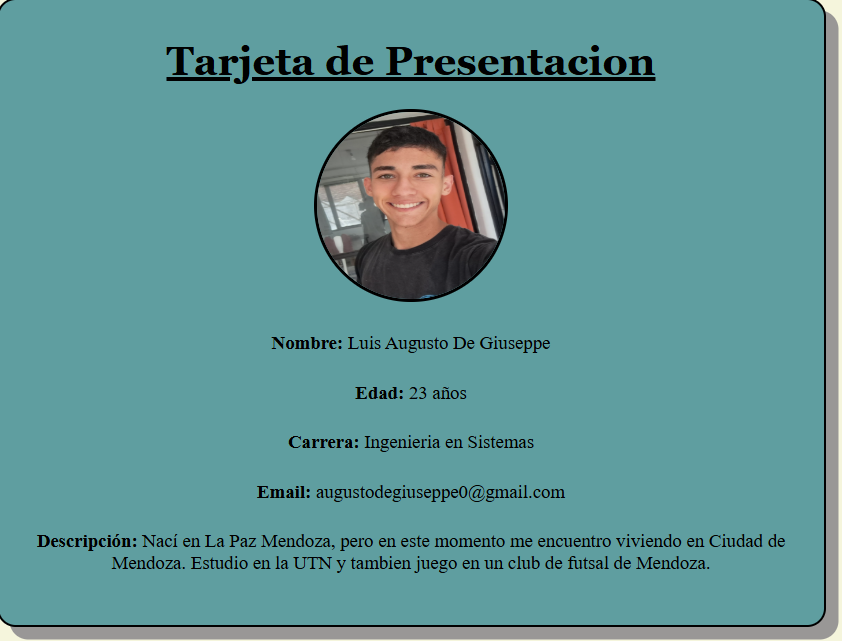 Tarjeta de Presentacion
Nombre: Luis Augusto De Giuseppe
Edad: 23 años
Carrera: Ingenieria en Sistemas
Email: augustodegiuseppe0@gmail.com
Descripción: Nací en La Paz Mendoza, pero en este momento me encuentro viviendo en Ciudad de
Mendoza. Estudio en la UTN y tambien juego en un club de futsal de Mendoza.